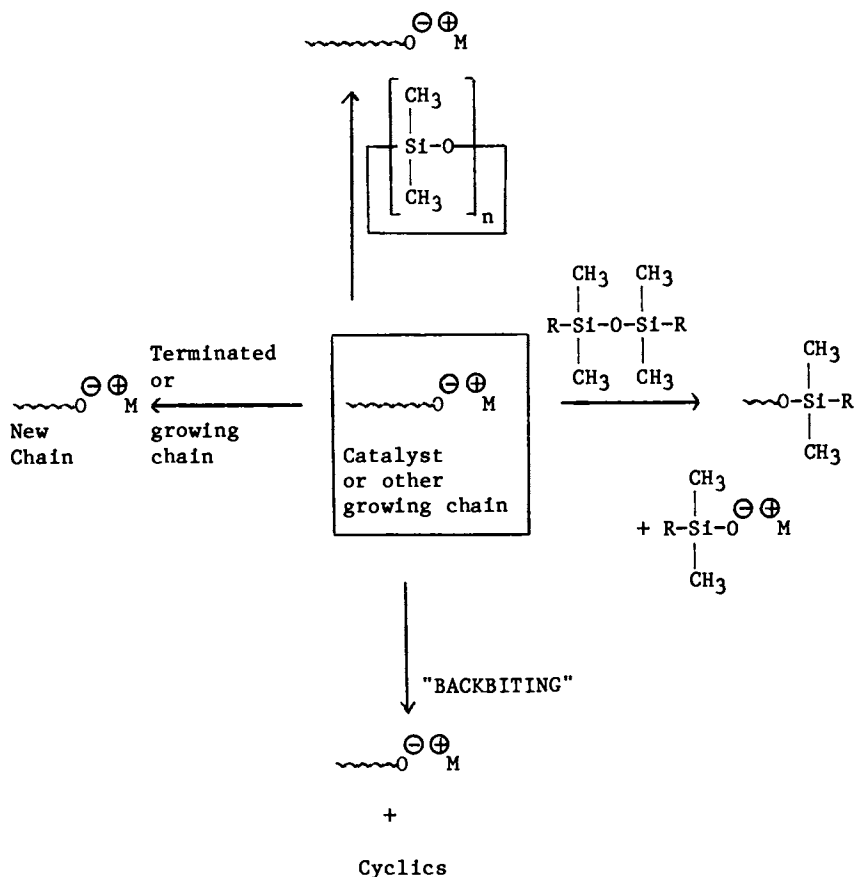 O⊖ ⊕M
CH3
Si-O
CH3
n
CH3 CH3
R-Si-O-Si-R
CH3 CH3
Terminated
or
growing
chain
O⊖ ⊕M
New
Chain
O⊖ ⊕M
Catalyst
or other
growing chain
CH3
O-Si-R
CH3
CH3
+ R-Si-O⊖ ⊕M
CH3
"BACKBITING"
O⊖ ⊕M
+
Cyclics